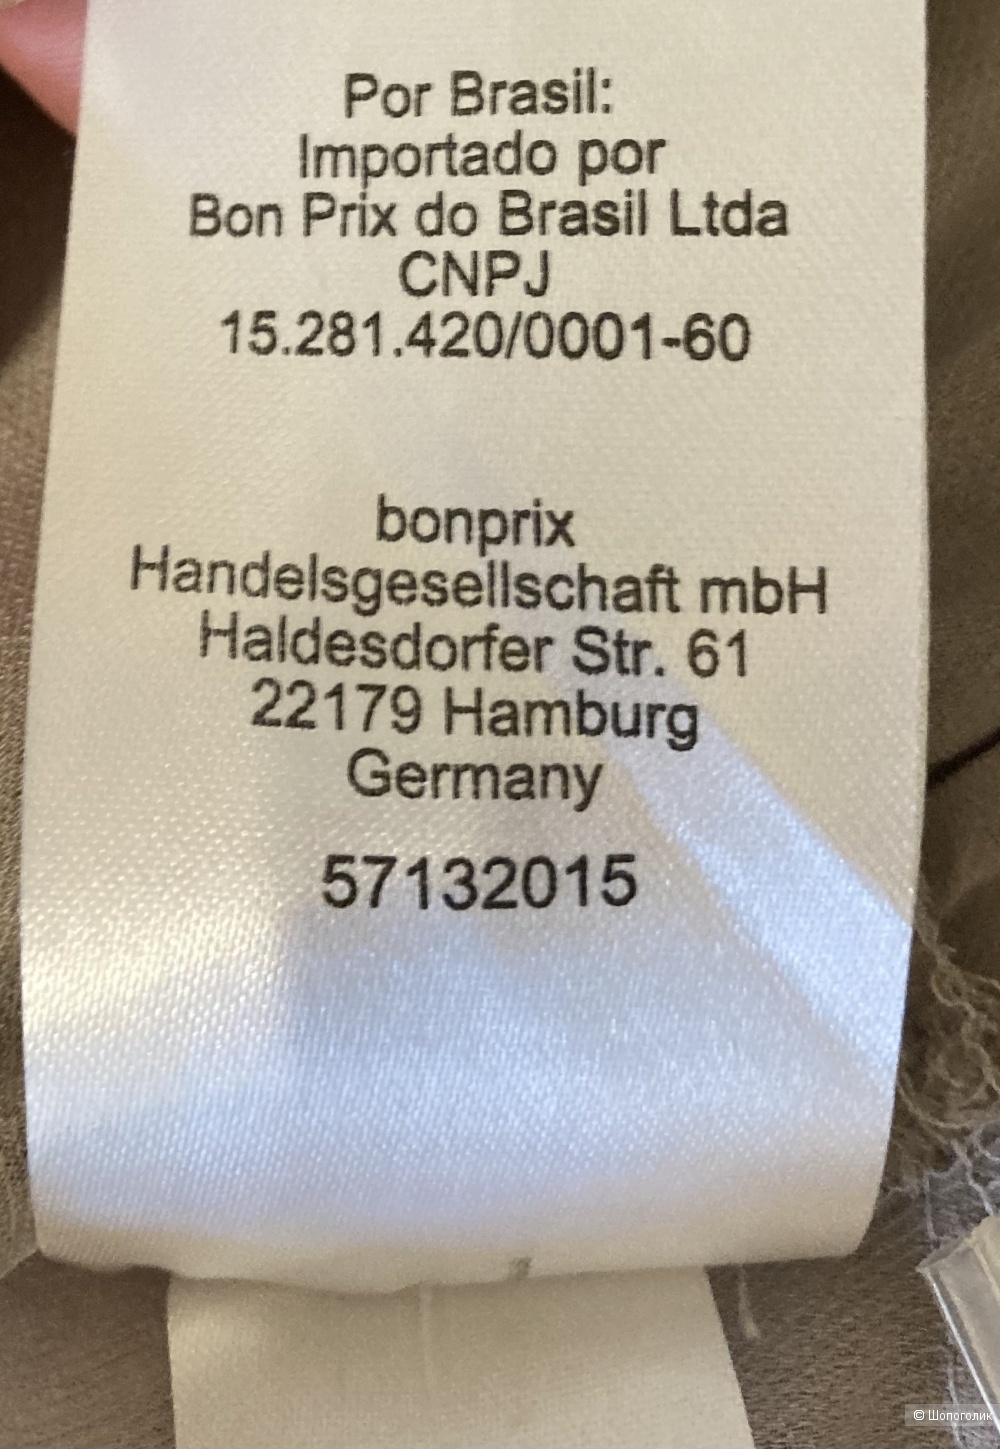 Por Brasil:
Importado por
Bon Prix do Brasil Ltda
CNPJ
15.281.420/0001-60
bonprix
Handelsgesellschaft mbH
Haldesdorfer Str. 61
22179 Hamburg
Germany
57132015
© Шопоголик